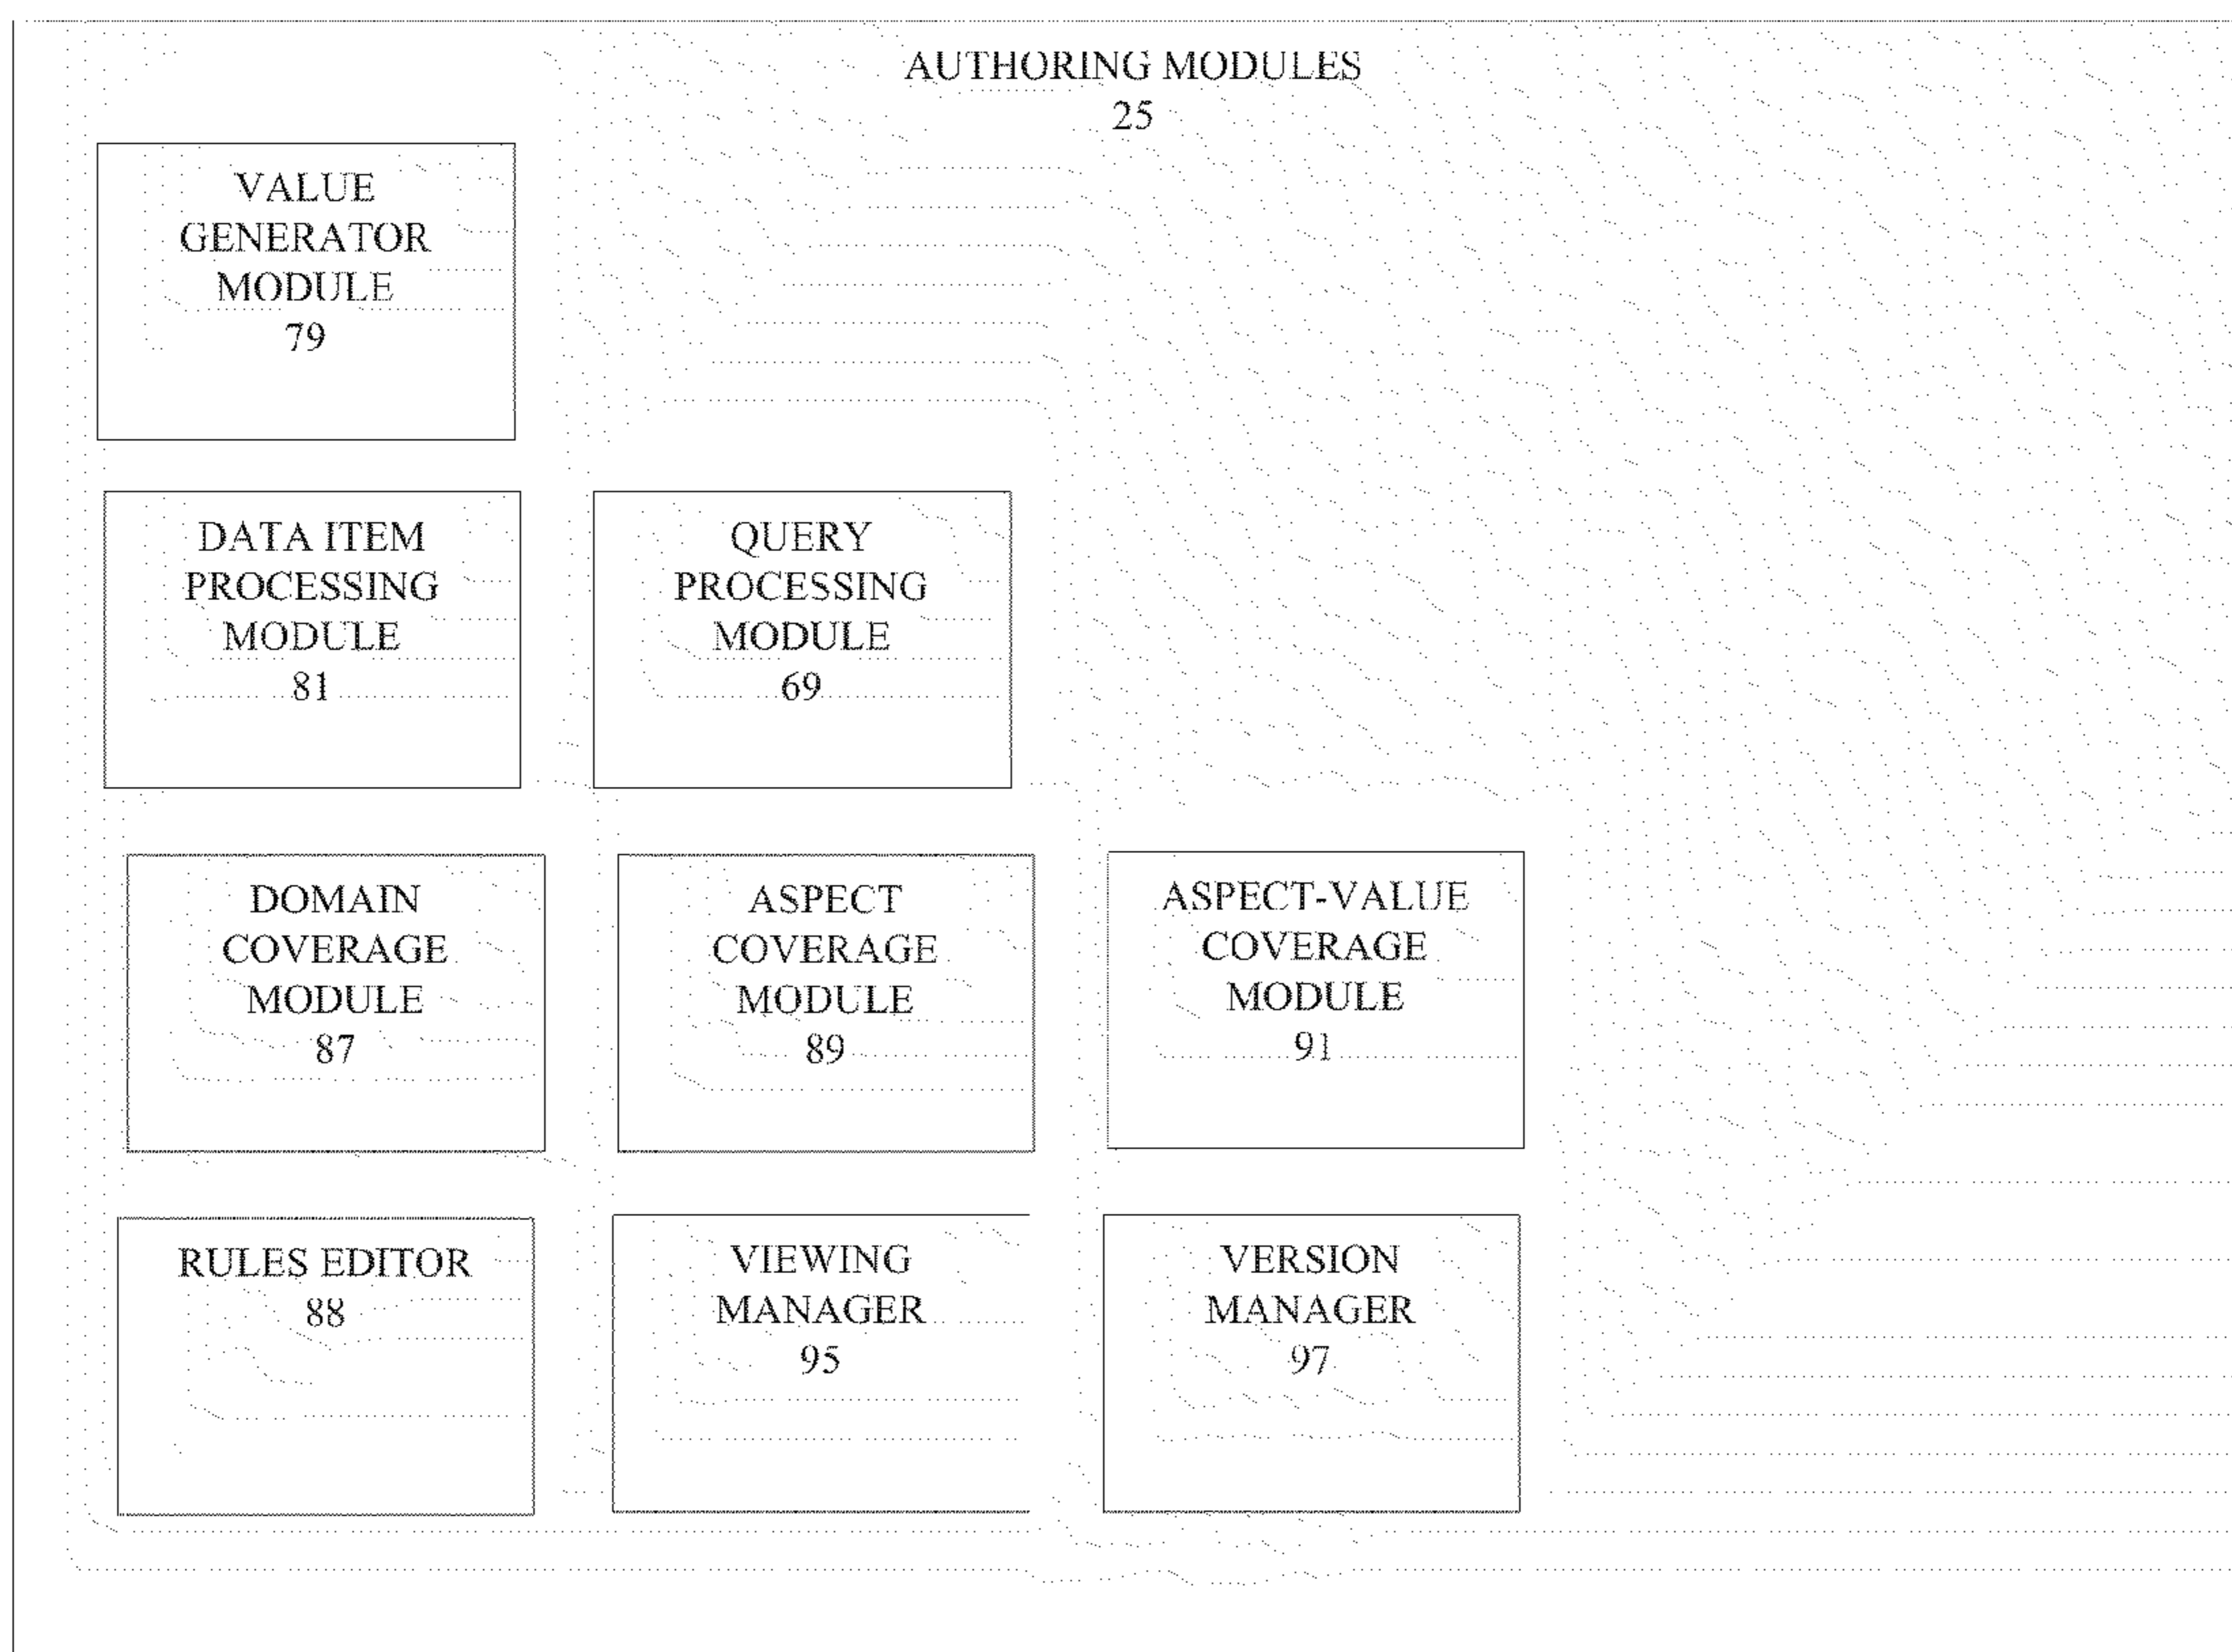 AUTHORING MODULES
25
VALUE
GENERATOR
MODULE
79
DATA ITEM
PROCESSING
MODULE
81
QUERY
PROCESSING
MODULE
69
DOMAIN
COVERAGE
MODULE
87
ASPECT
COVERAGE
MODULE
89
ASPECT-VALUE
COVERAGE
MODULE
91
RULES EDITOR
88
VIEWING
MANAGER
95
VERSION
MANAGER
97